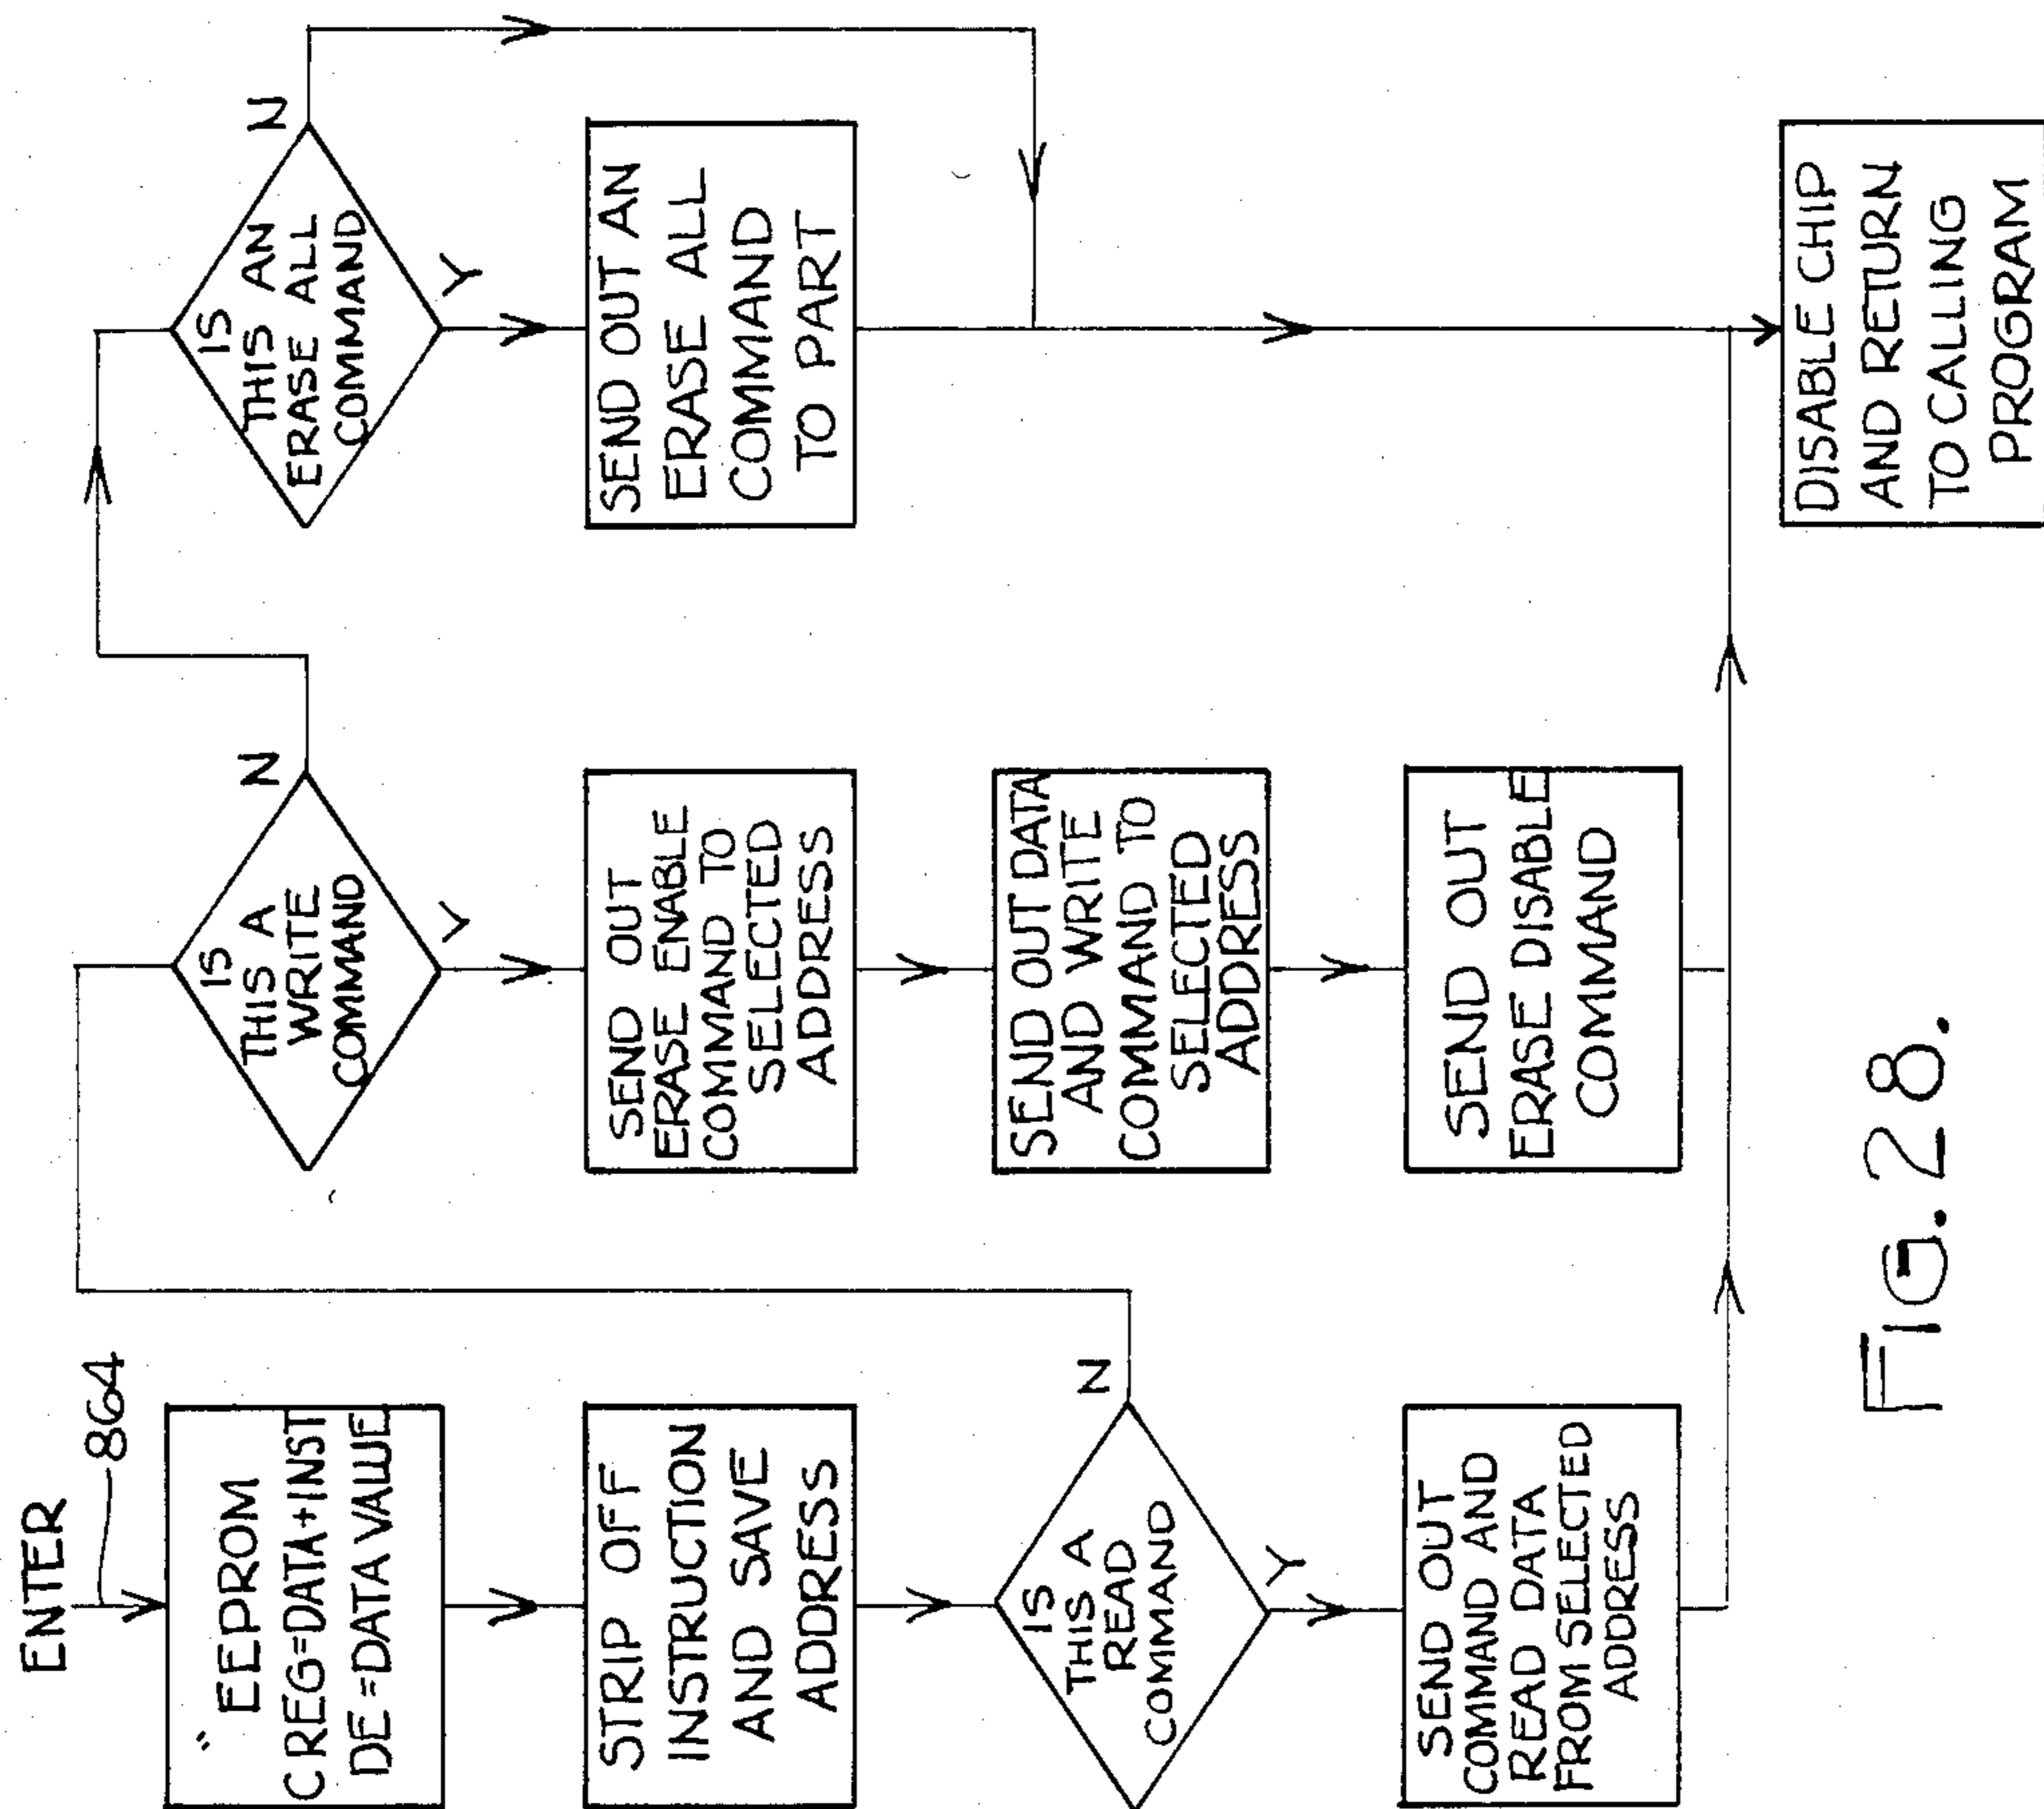 ENTER
864
" EEPROM
C REG=DATA+INST
DE=DATA VALUE
STRIP OFF
INSTRUCTION
AND SAVE
ADDRESS
IS
THIS A
READ
COMMAND
N
Y
SEND OUT
COMMAND AND
READ DATA
FROM SELECTED
ADDRESS
IS
THIS A
WRITE
COMMAND
N
Y
SEND OUT
ERASE ENABLE
COMMAND TO
SELECTED
ADDRESS
SEND OUT DATA
AND WRITE
COMMAND TO
SELECTED
ADDRESS
SEND OUT
ERASE DISABLE
COMMAND
IS
THIS AN
ERASE ALL
COMMAND
N
Y
SEND OUT AN
ERASE ALL
COMMAND
TO PART
DISABLE CHIP
AND RETURN
TO CALLING
PROGRAM
FIG. 28.